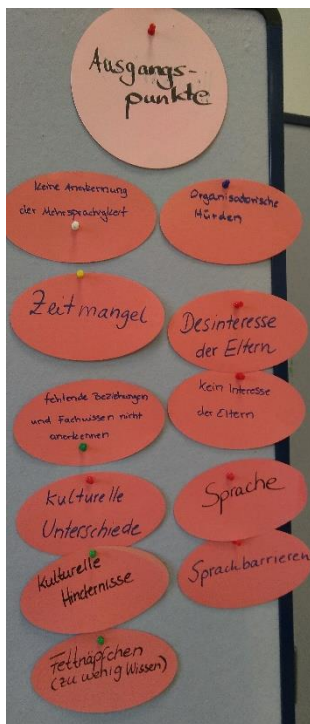 Ausgangs-
punkte
keine Anerkennung
der Mehrsprachigkeit
Organisatorische
Hürden
Zeitmangel
Desinteresse
der Eltern
fehlende Beziehungen
und Fachwissen nicht
anerkennen
kein Interesse
der Eltern
Kulturelle
Unterschiede
Sprache
Kulturelle
Hindernisse
Sprachbarrieren
Fettnäpfchen
(zu wenig Wissen)